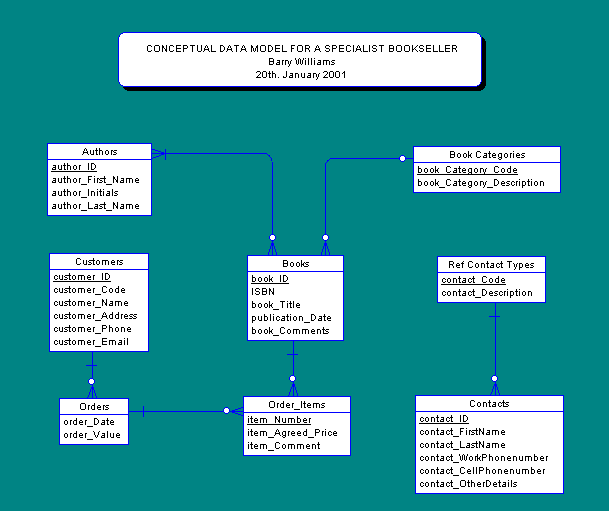 CONCEPTUAL DATA MODEL FOR A SPECIALIST BOOKSELLER
Barry Williams
20th. January 2001
Authors
author_ID
author_First_Name
author_Initials
author_Last_Name
Book Categories
book_Category_Code
book_Category_Description
Customers
customer_ID
customer_Code
customer_Name
customer_Address
customer_Phone
customer_Email
Books
book_ID
ISBN
book_Title
publication_Date
book_Comments
Ref Contact Types
contact_Code
contact_Description
Orders
order_Date
order_Value
Order_Items
item_Number
item_Agreed_Price
item_Comment
Contacts
contact_ID
contact_FirstName
contact_LastName
contact_WorkPhonenumber
contact_CellPhonenumber
contact_OtherDetails